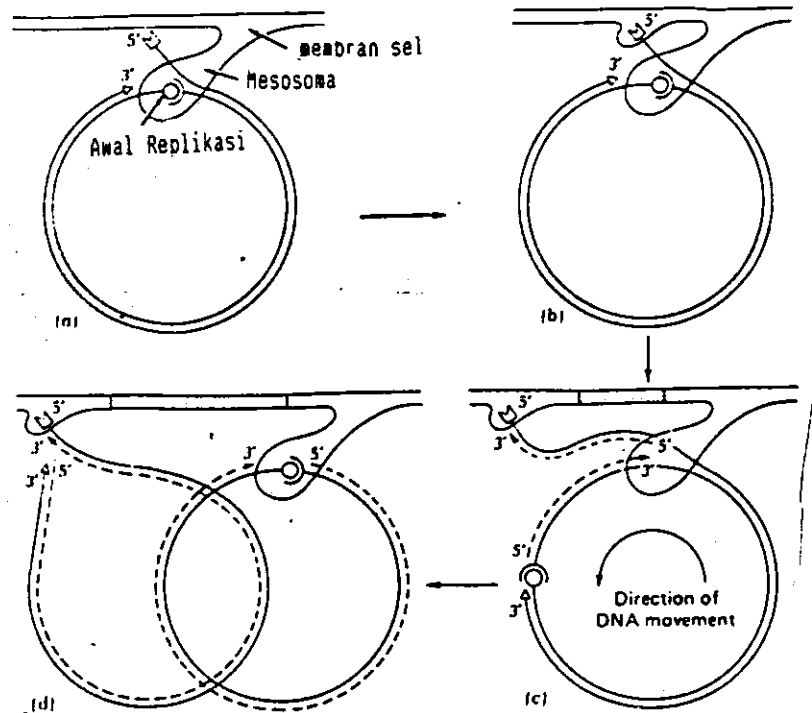 5'
membran sel
3'
Mesosoma
Awal Replikasi
(a)
5'
3'
(b)
5'
3'
5'
3'
3'
5'
3'
5'
(d)
5'
3'
5'
3'
5'
3'
Direction of
DNA movement
(c)